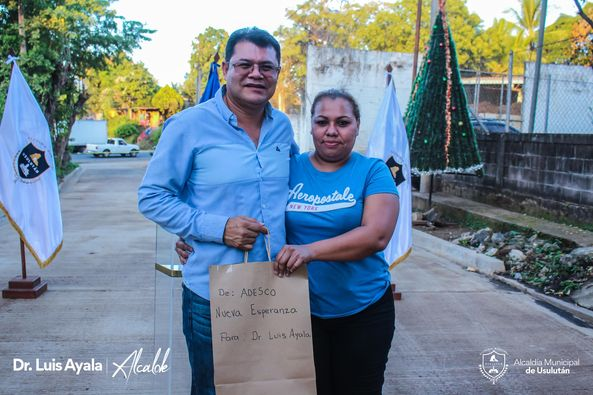 AEROPOSTALE
NEW YORK
De: ADESCO
Nueva Esperanza
Para: Dr. Luis Ayala
Dr. Luis Ayala | Alcalde
Alcaldía Municipal
de Usulután